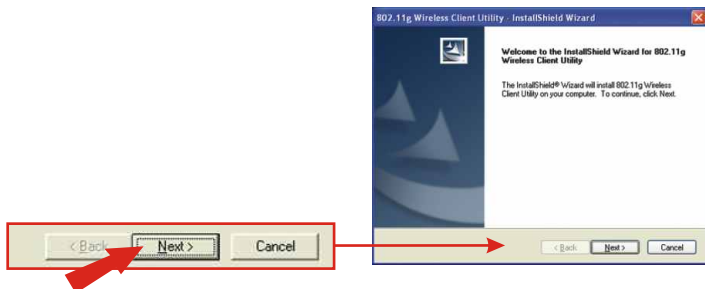 802.11g Wireless Client Utility - InstallShield Wizard
Welcome to the InstallShield Wizard for 802.11g
Wireless Client Utility
The InstallShield® Wizard will install 802.11g Wireless
Client Utility on your computer. To continue, click Next.
< Back Next > Cancel
< Back Next > Cancel